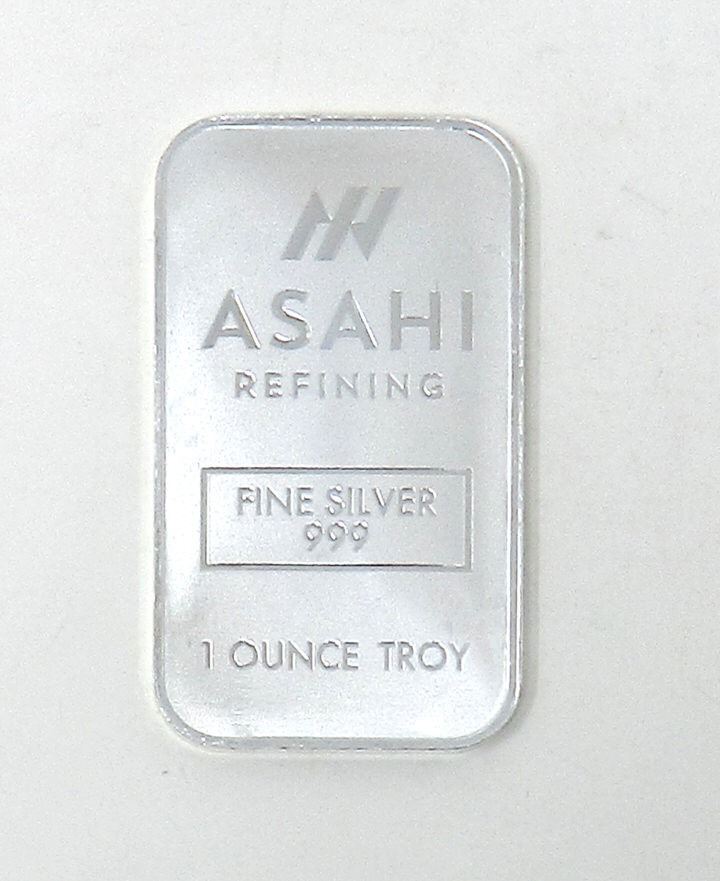 ASAHI
REFINING
FINE SILVER
999
1 OUNCE TROY